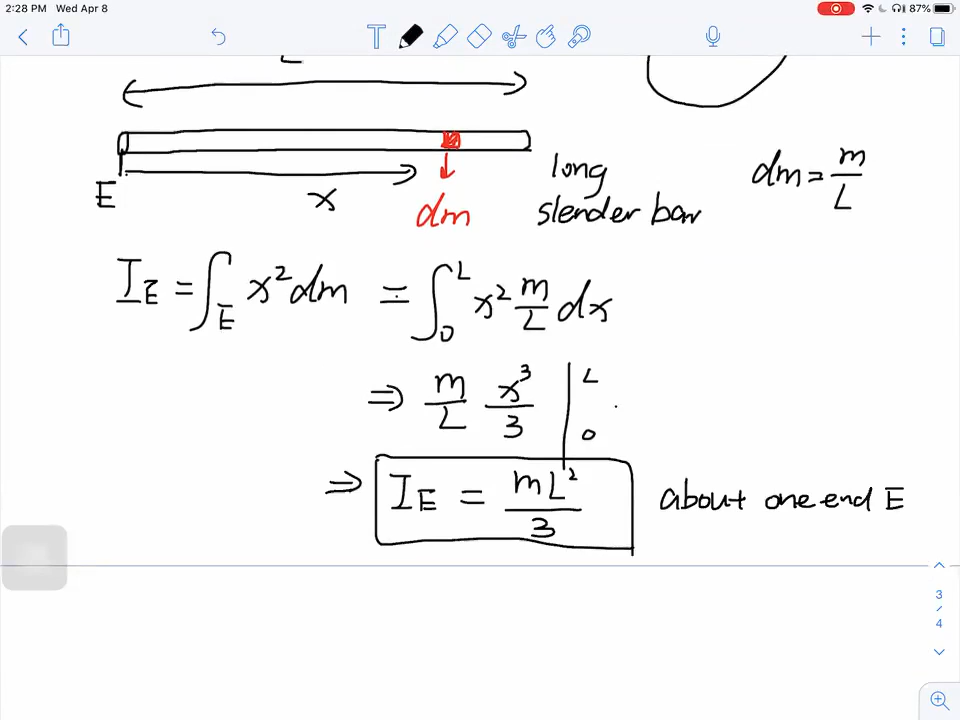 2:28 PM Wed Apr 8
87%
T
E
x
dm
long
slender bar
dm = m/L
I_E = ∫_E x² dm = ∫_0^L x² m/L dx
⇒ m/L x³/3 |_0^L
⇒ I_E = mL²/3 about one end E
3
/
4